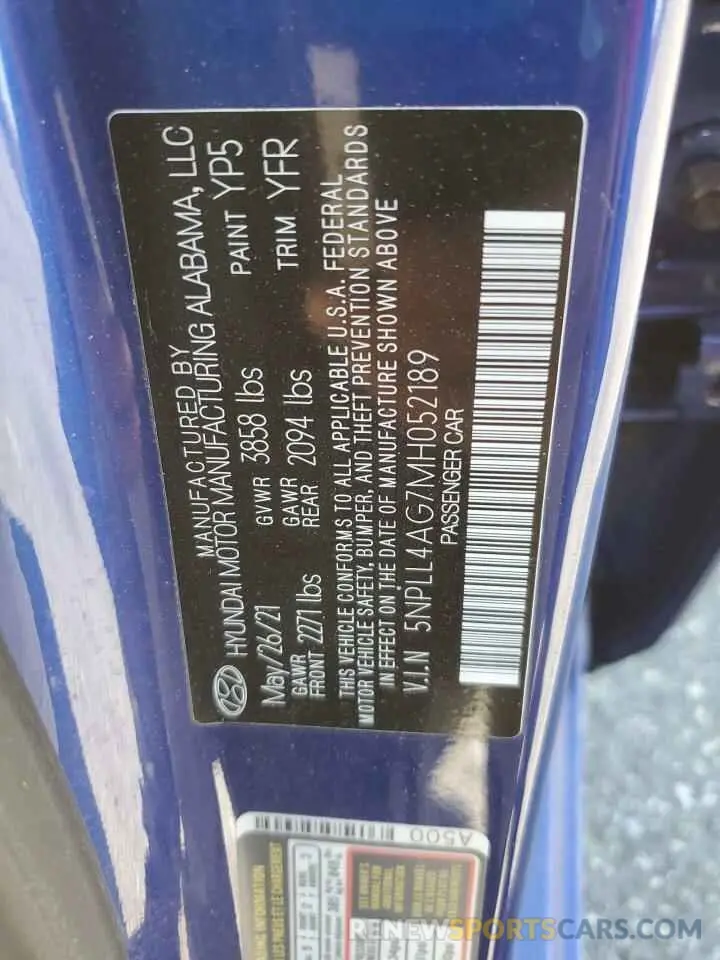 MANUFACTURED BY
HYUNDAI MOTOR MANUFACTURING ALABAMA, LLC
May/26/21 GVWR 3858 lbs PAINT YP5
GAWR FRONT 2271 lbs GAWR REAR 2094 lbs TRIM YFR
THIS VEHICLE CONFORMS TO ALL APPLICABLE U.S.A. FEDERAL
MOTOR VEHICLE SAFETY, BUMPER, AND THEFT PREVENTION STANDARDS
IN EFFECT ON THE DATE OF MANUFACTURE SHOWN ABOVE
V.I.N 5NPLL4AG7MH052189
PASSENGER CAR
A500
RENEWSPORTSCARS.COM